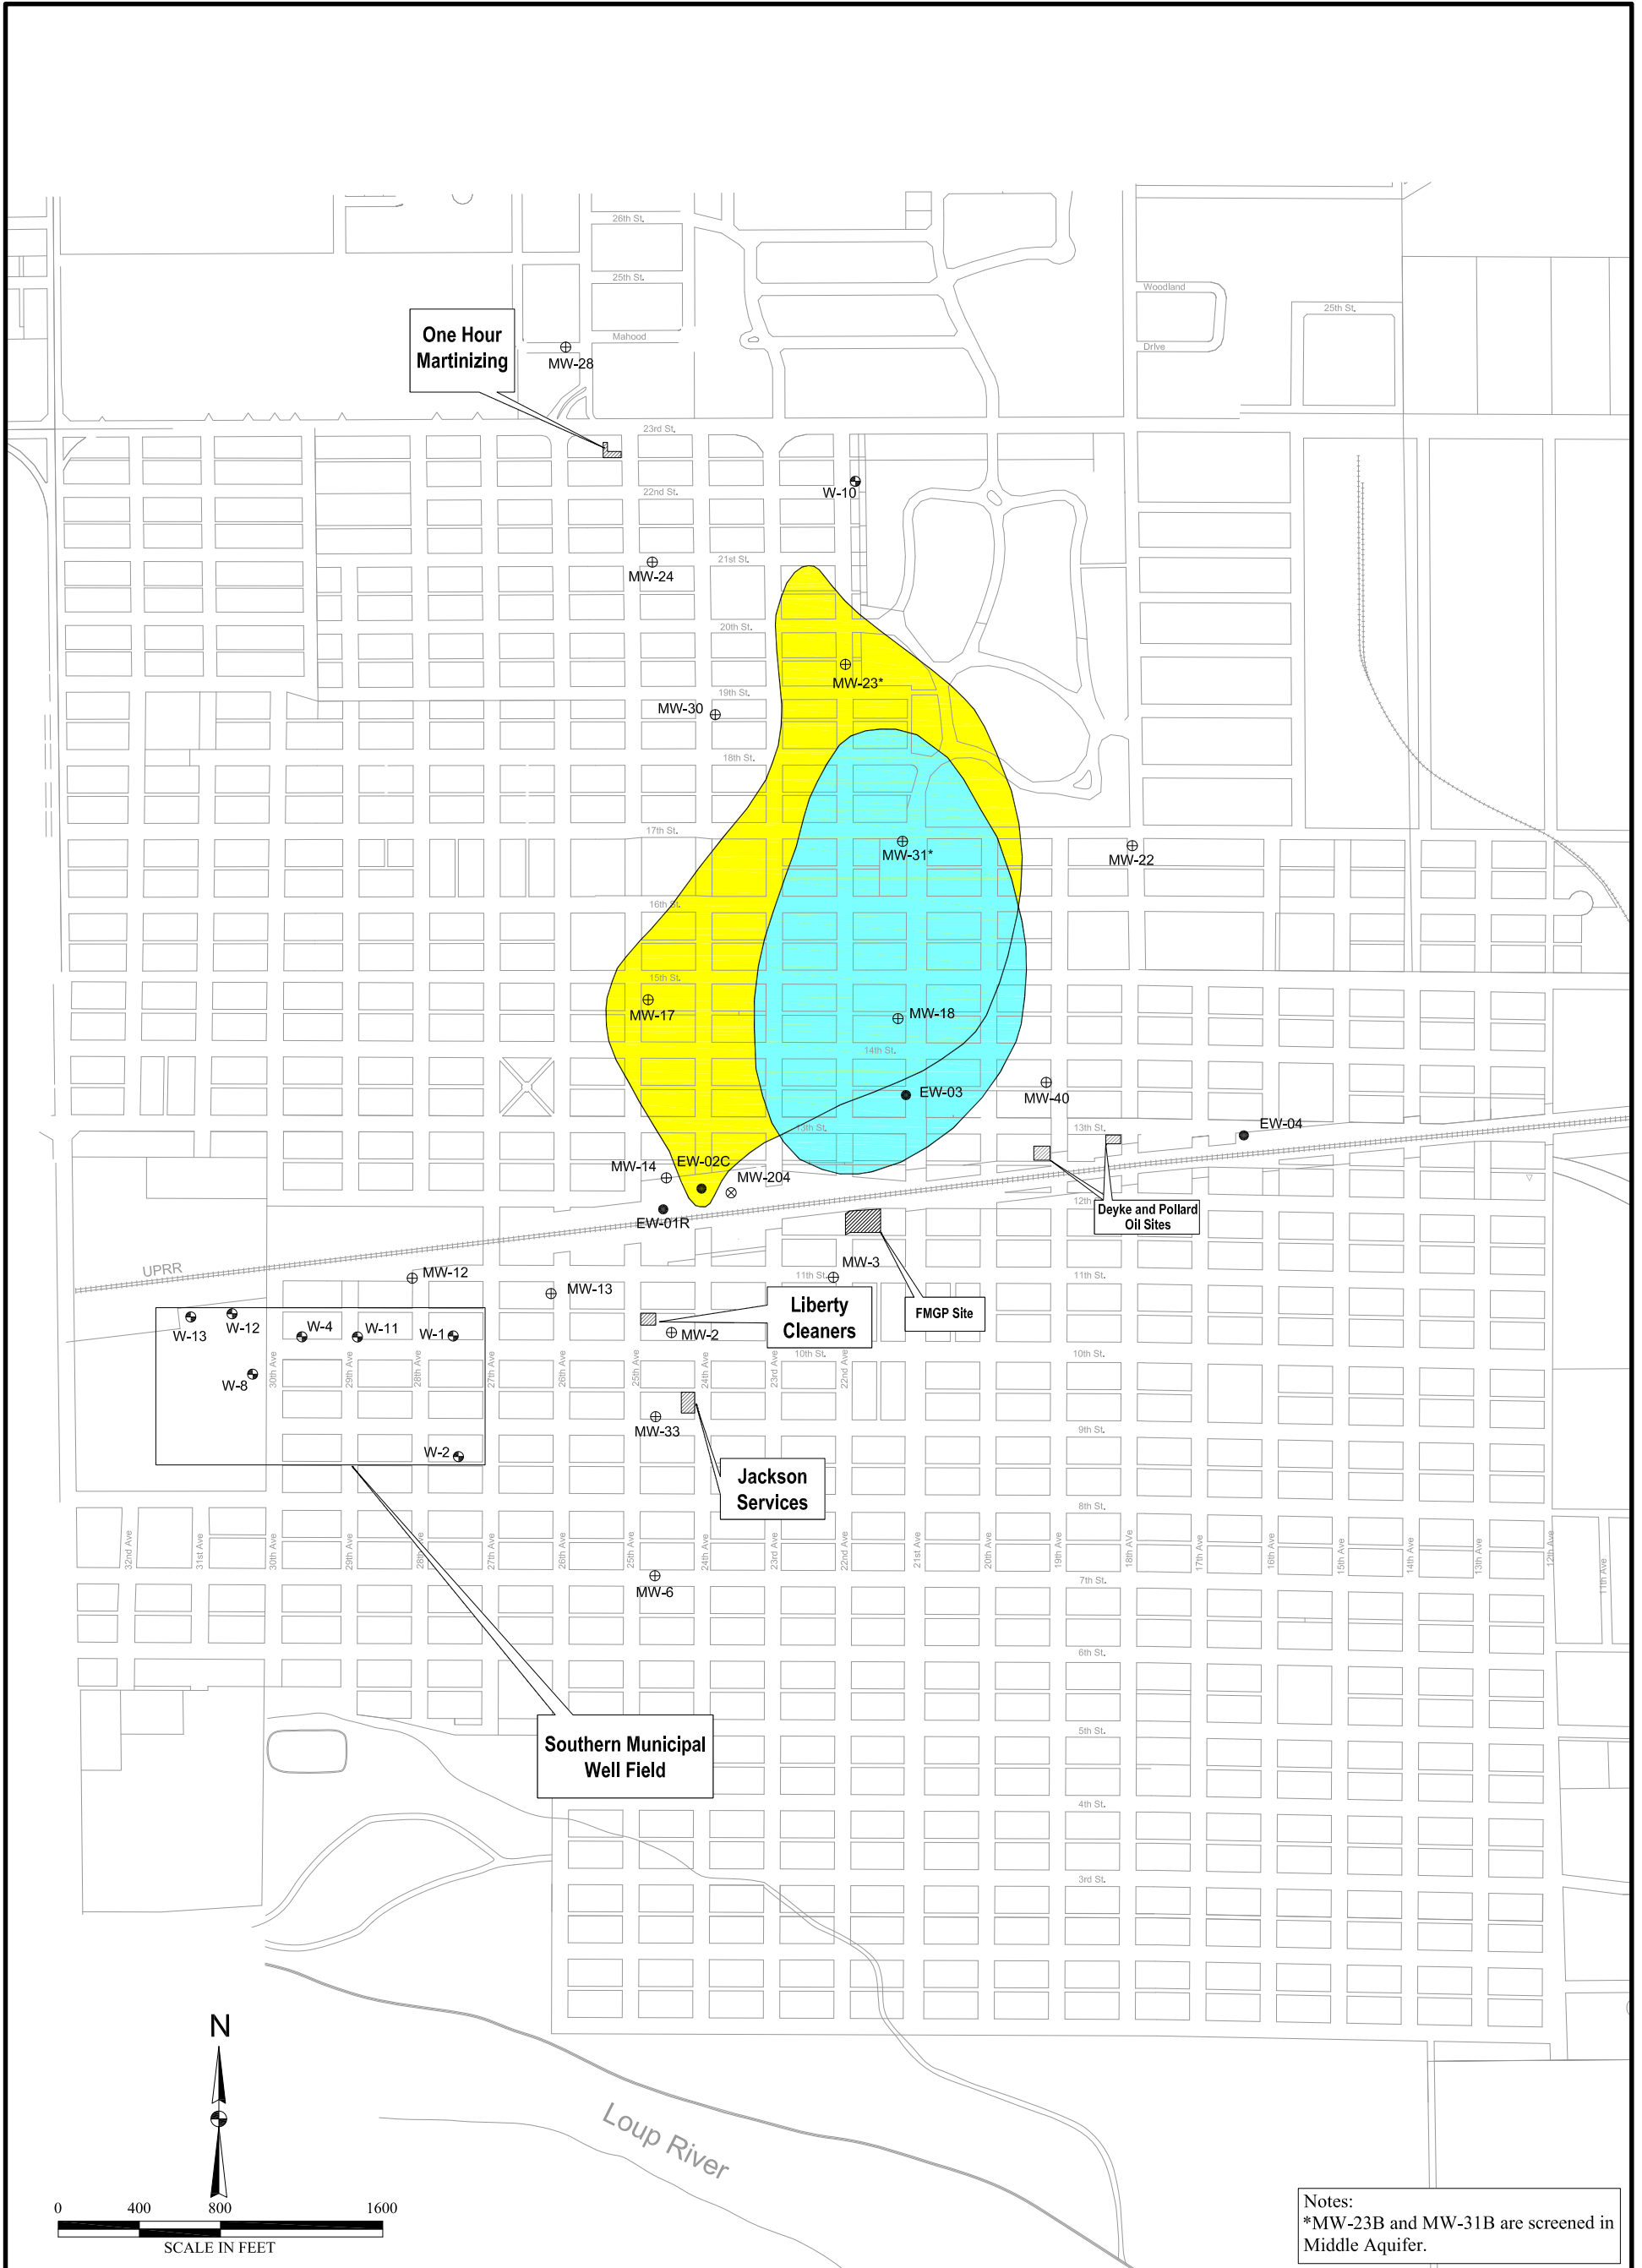 26th St.
25th St.
Woodland
25th St.
Mahood
Drive
One Hour
Martinizing
MW-28
23rd St.
22nd St.
W-10
21st St.
MW-24
20th St.
MW-23*
19th St.
MW-30
18th St.
17th St.
MW-31*
MW-22
16th St.
15th St.
MW-17
MW-18
14th St.
EW-03
MW-40
EW-04
13th St.
13th St.
MW-14
EW-02C
MW-204
12th
EW-01R
Deyke and Pollard
Oil Sites
UPRR
MW-12
MW-13
MW-3
11th St.
11th St.
Liberty
Cleaners
FMGP Site
W-13
W-12
W-4
W-11
W-1
MW-2
10th St.
10th St.
30th Ave
29th Ave
28th Ave
27th Ave
26th Ave
25th Ave
24th Ave
23rd Ave
22nd Ave
W-8
MW-33
9th St.
W-2
Jackson
Services
8th St.
32nd Ave
31st Ave
30th Ave
29th Ave
28th Ave
27th Ave
26th Ave
25th Ave
24th Ave
23rd Ave
22nd Ave
21st Ave
20th Ave
19th Ave
18th AVe
17th Ave
16th Ave
15th Ave
14th Ave
13th Ave
12th Ave
11th Ave
MW-6
7th St.
6th St.
5th St.
Southern Municipal
Well Field
4th St.
3rd St.
N
Loup River
0 400 800 1600
SCALE IN FEET
Notes:
*MW-23B and MW-31B are screened in
Middle Aquifer.